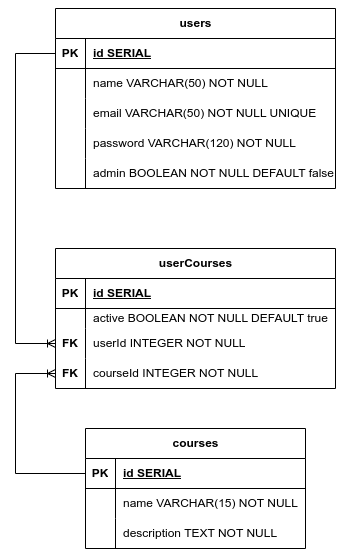 users
PK id SERIAL
name VARCHAR(50) NOT NULL
email VARCHAR(50) NOT NULL UNIQUE
password VARCHAR(120) NOT NULL
admin BOOLEAN NOT NULL DEFAULT false
userCourses
PK id SERIAL
active BOOLEAN NOT NULL DEFAULT true
FK userId INTEGER NOT NULL
FK courseId INTEGER NOT NULL
courses
PK id SERIAL
name VARCHAR(15) NOT NULL
description TEXT NOT NULL